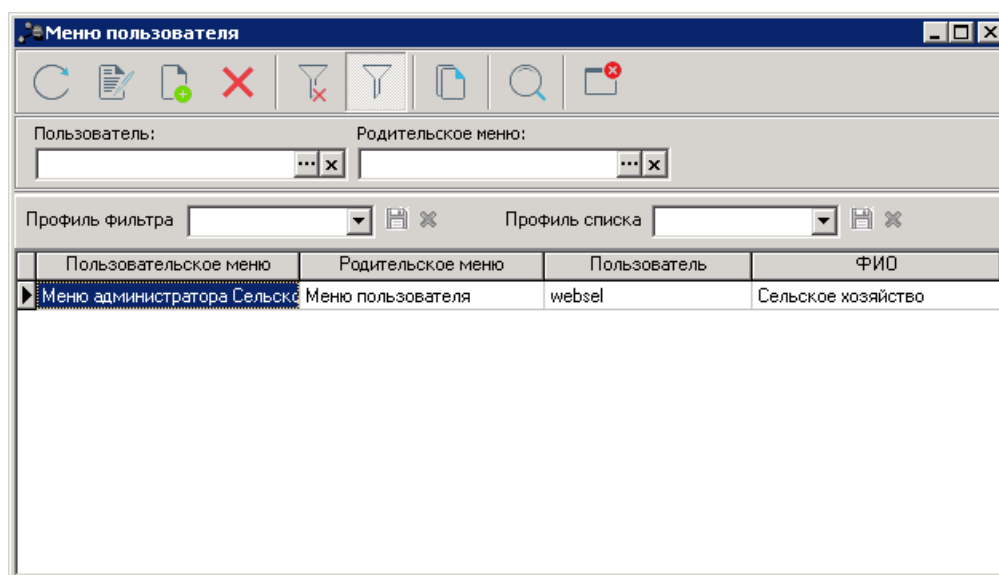 Меню пользователя
Пользователь: Родительское меню:
Профиль фильтра Профиль списка
Пользовательское меню Родительское меню Пользователь ФИО
Меню администратора Сельско Меню пользователя websel Сельское хозяйство